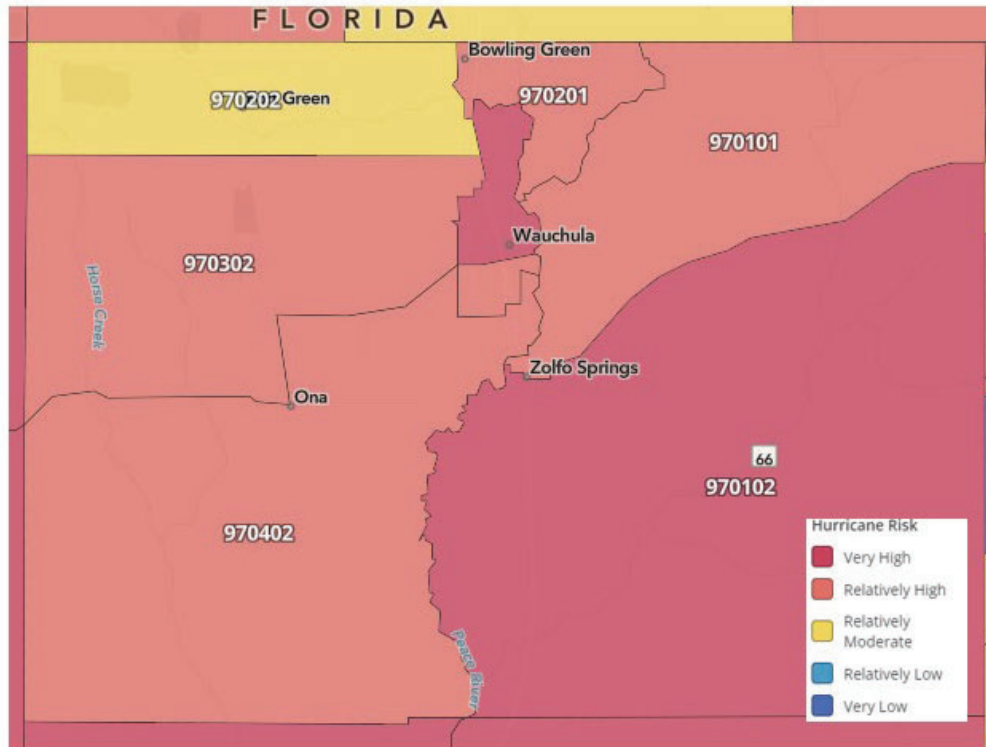 FLORIDA
Bowling Green
970202
Green
970201
970101
Wauchula
970302
Horse Creek
Zolfo Springs
Ona
66
970102
970402
Peace River
Hurricane Risk
Very High
Relatively High
Relatively
Moderate
Relatively Low
Very Low